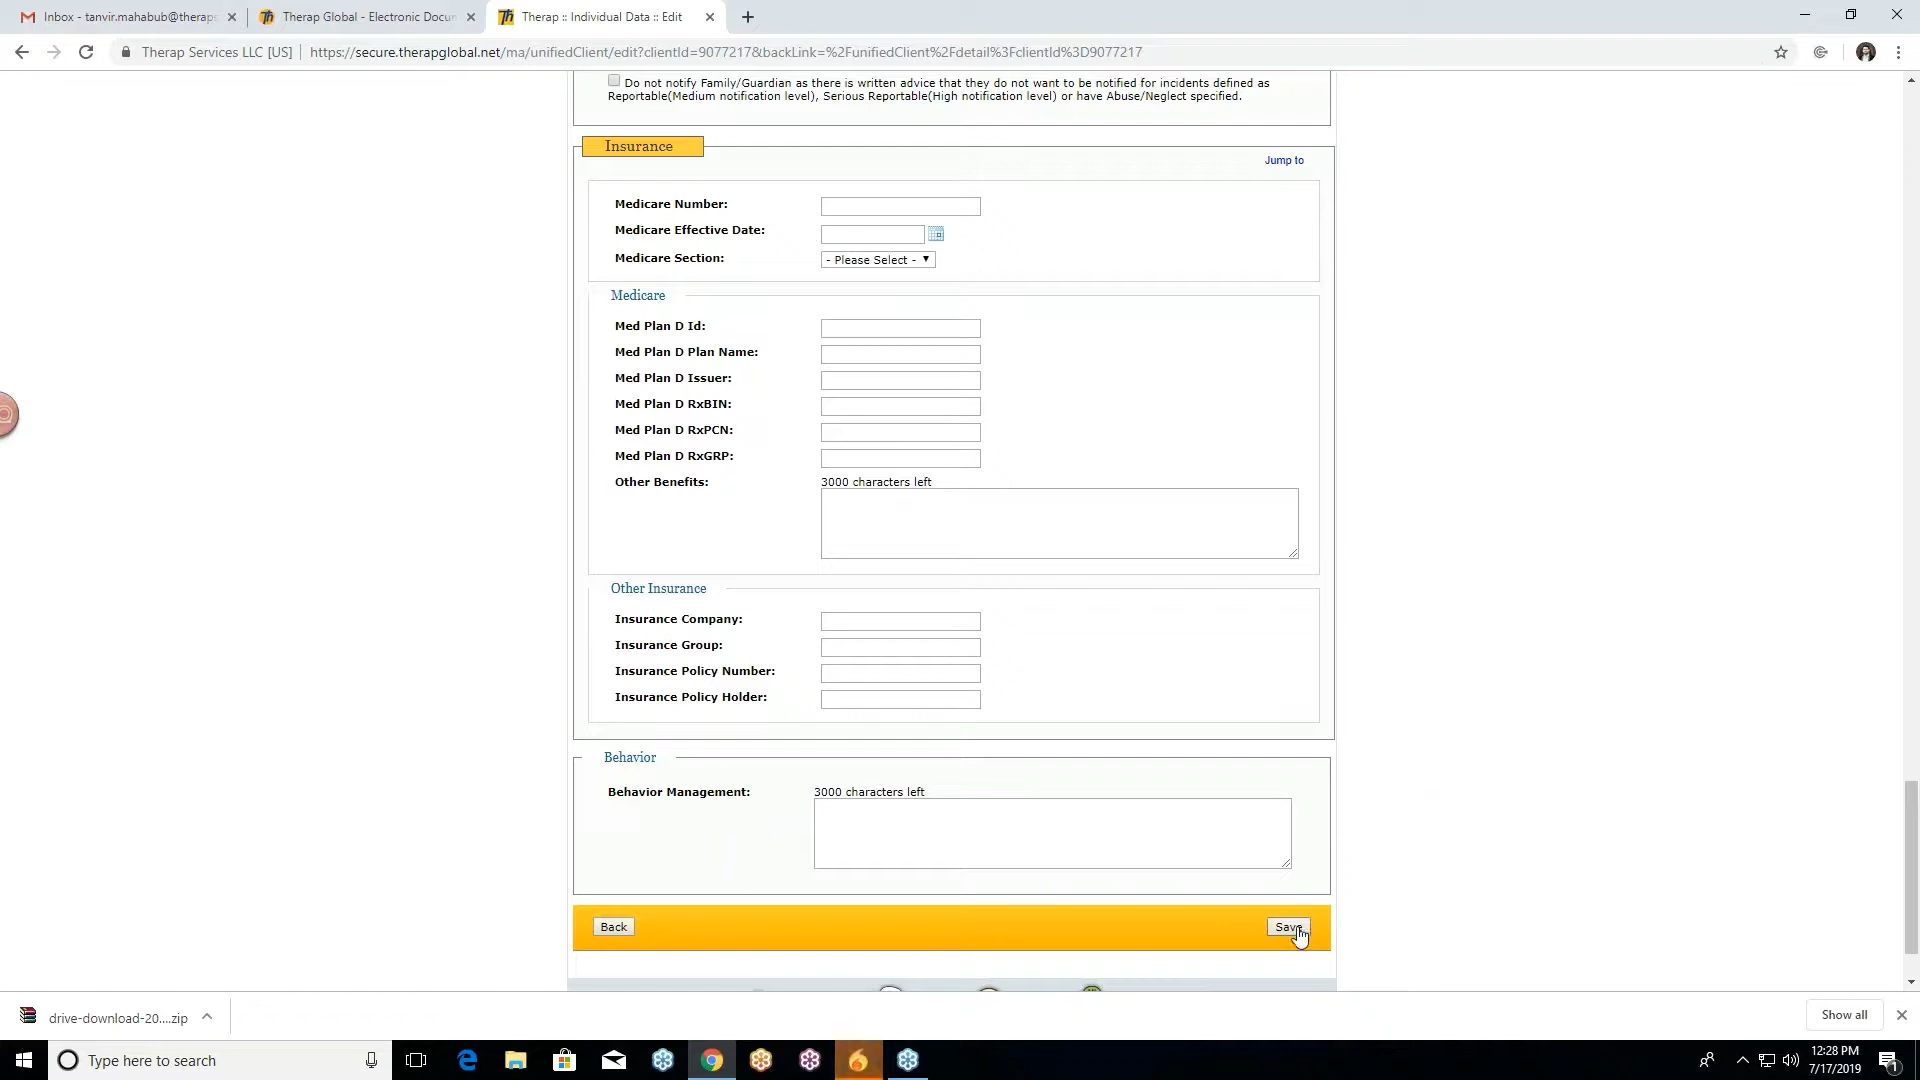 Inbox - tanvir.mahabub@theraps
Therap Global - Electronic Docum
Therap :: Individual Data :: Edit
Therap Services LLC [US]
https://secure.therapglobal.net/ma/unifiedClient/edit?clientId=9077217&backLink=%2FunifiedClient%2Fdetail%3FclientId%3D9077217
Do not notify Family/Guardian as there is written advice that they do not want to be notified for incidents defined as
Reportable(Medium notification level), Serious Reportable(High notification level) or have Abuse/Neglect specified.
Insurance
Jump to
Medicare Number:
Medicare Effective Date:
Medicare Section: - Please Select -
Medicare
Med Plan D Id:
Med Plan D Plan Name:
Med Plan D Issuer:
Med Plan D RxBIN:
Med Plan D RxPCN:
Med Plan D RxGRP:
Other Benefits: 3000 characters left
Other Insurance
Insurance Company:
Insurance Group:
Insurance Policy Number:
Insurance Policy Holder:
Behavior
Behavior Management: 3000 characters left
Back Save
drive-download-20....zip
Show all
Type here to search
12:28 PM
7/17/2019
1